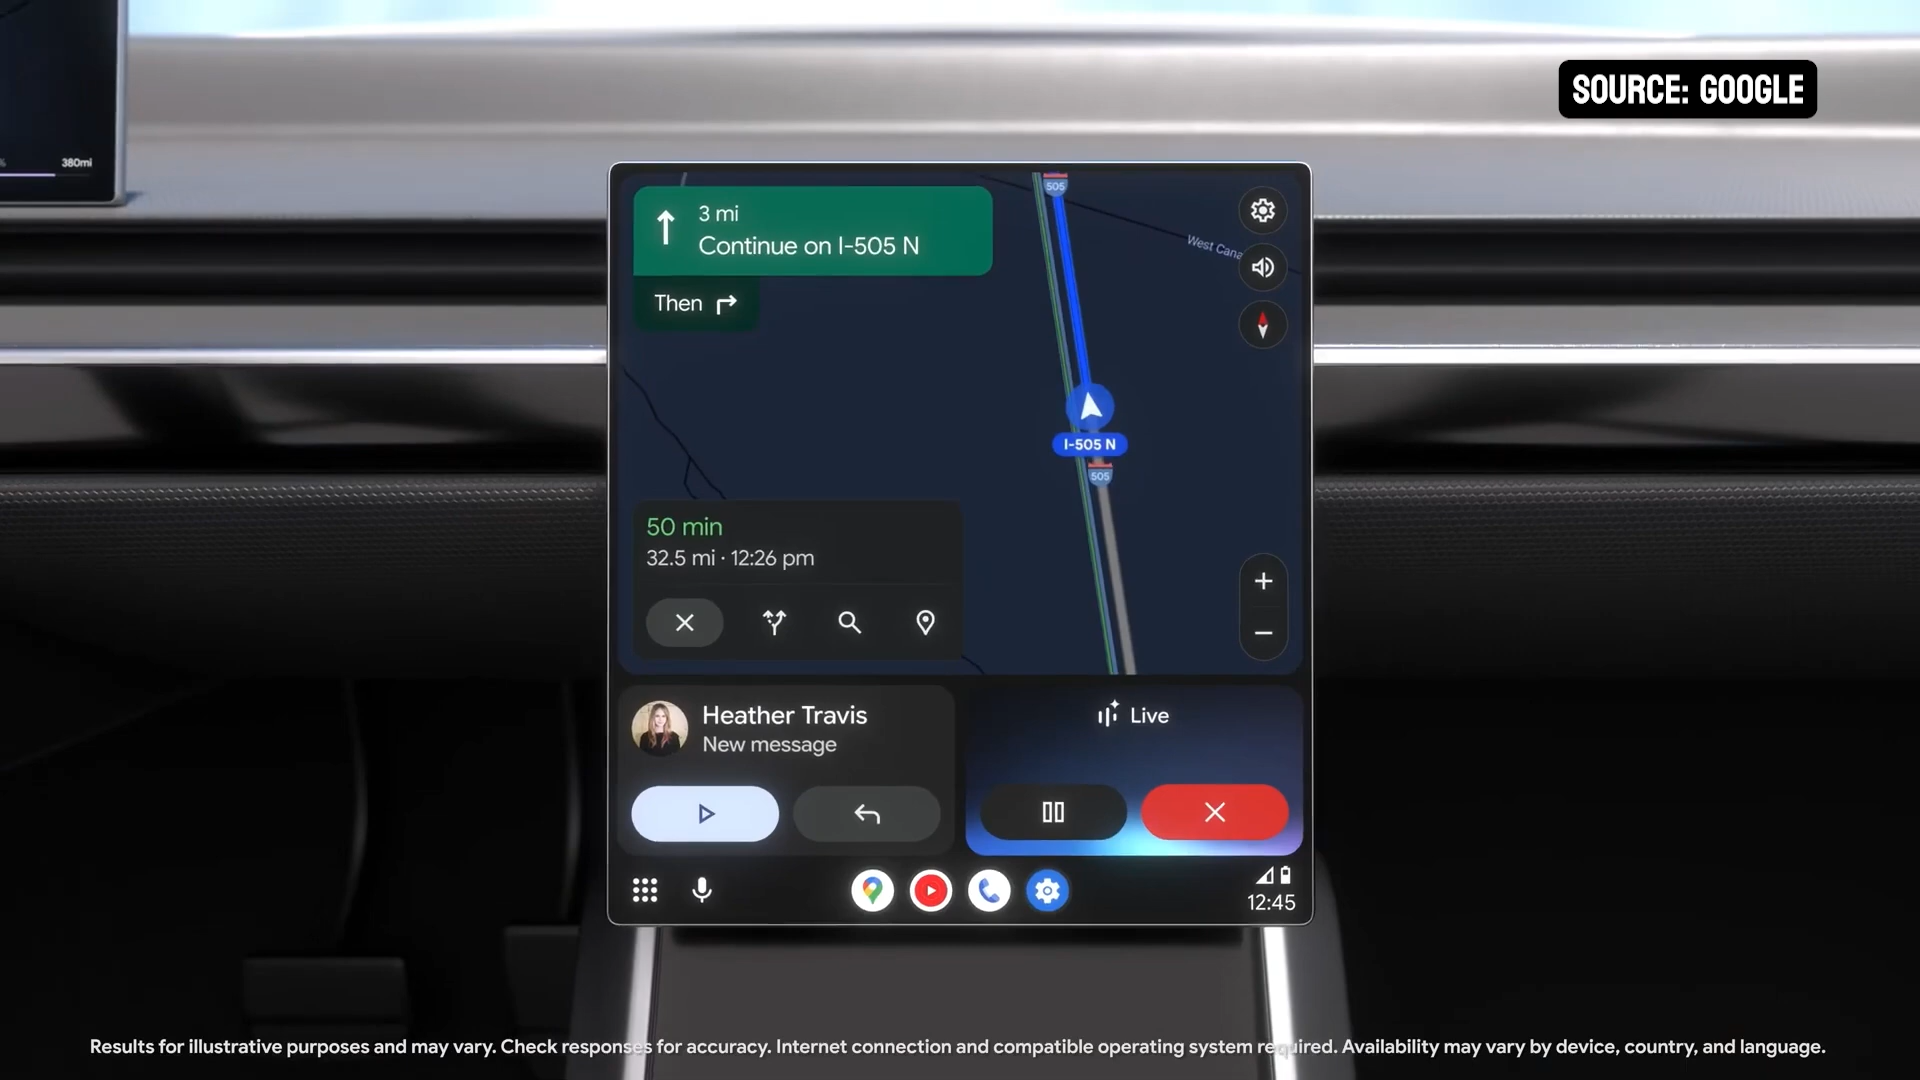 SOURCE: GOOGLE
380mi
3 mi
Continue on I-505 N
Then
505
West Cana
I-505 N
505
50 min
32.5 mi · 12:26 pm
Heather Travis
New message
Live
12:45
Results for illustrative purposes and may vary. Check responses for accuracy. Internet connection and compatible operating system required. Availability may vary by device, country, and language.